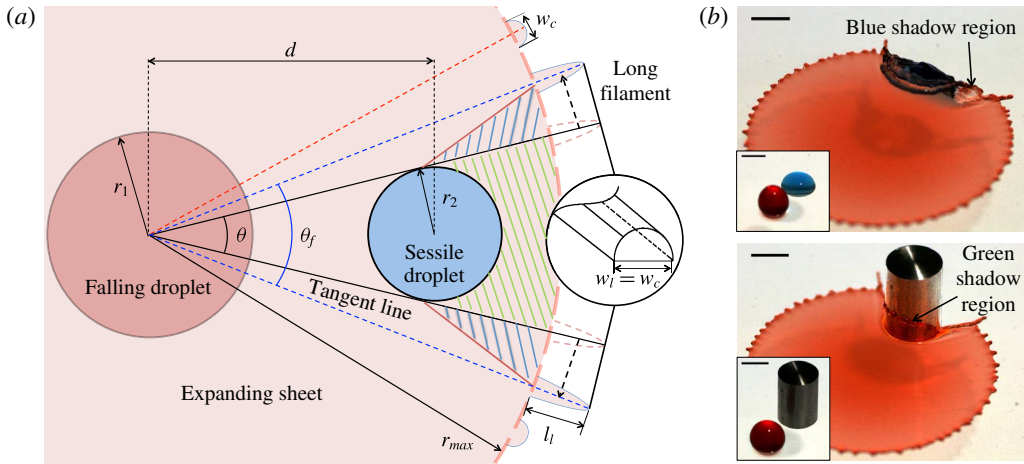 (a)
w_c
d
Long
filament
r_1
r_2
θ
θ_f
Sessile
droplet
Falling droplet
w_l = w_c
Tangent line
Expanding sheet
r_max
l_l
(b)
Blue shadow region
Green
shadow
region